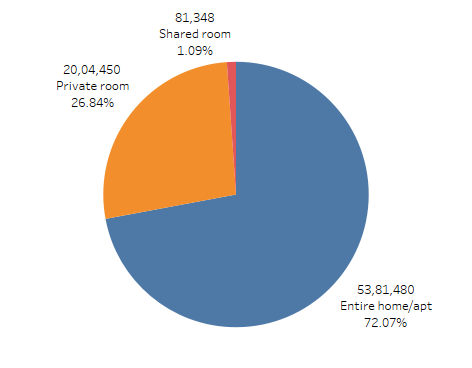 81,348
Shared room
1.09%
20,04,450
Private room
26.84%
53,81,480
Entire home/apt
72.07%